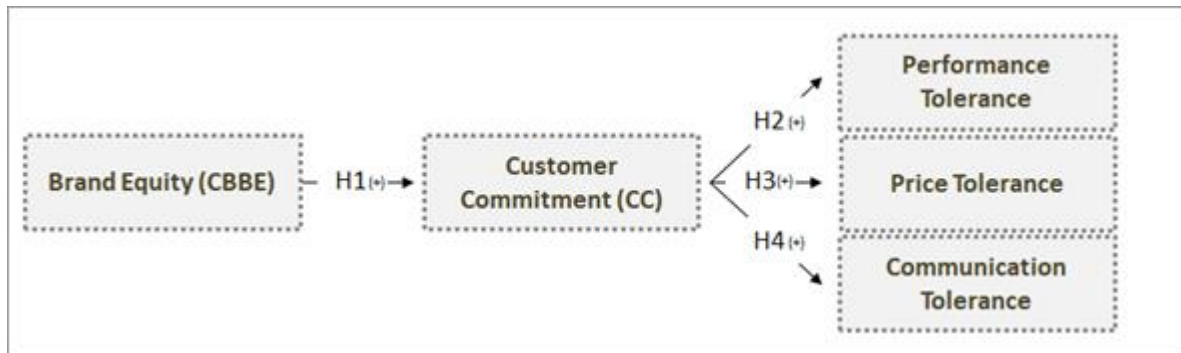 Brand Equity (CBBE)
H1(+)
Customer
Commitment (CC)
H2(+)
H3(+)
H4(+)
Performance
Tolerance
Price Tolerance
Communication
Tolerance